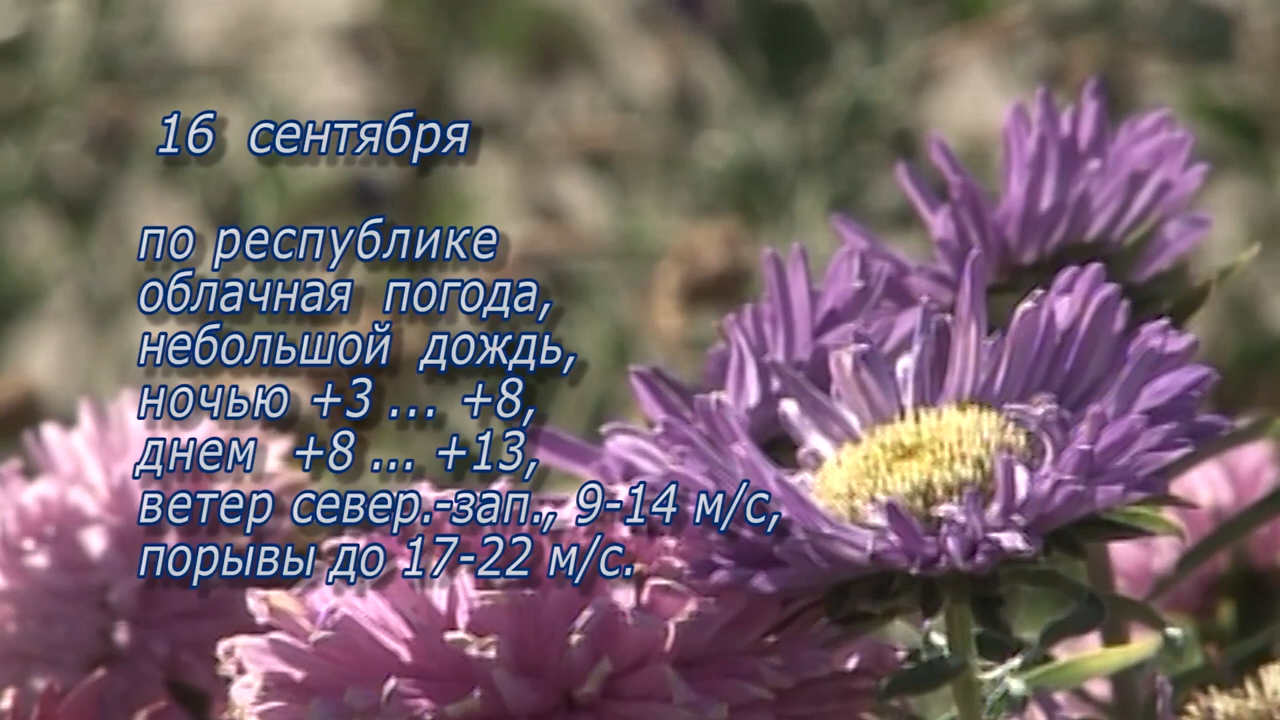 16 сентября
по республике
облачная погода,
небольшой дождь,
ночью +3 ... +8,
днем +8 ... +13,
ветер север.-зап., 9-14 м/с,
порывы до 17-22 м/с.